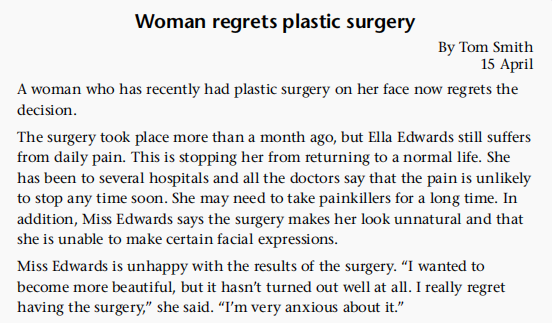 Woman regrets plastic surgery
By Tom Smith
15 April
A woman who has recently had plastic surgery on her face now regrets the
decision.
The surgery took place more than a month ago, but Ella Edwards still suffers
from daily pain. This is stopping her from returning to a normal life. She
has been to several hospitals and all the doctors say that the pain is unlikely
to stop any time soon. She may need to take painkillers for a long time. In
addition, Miss Edwards says the surgery makes her look unnatural and that
she is unable to make certain facial expressions.
Miss Edwards is unhappy with the results of the surgery. “I wanted to
become more beautiful, but it hasn’t turned out well at all. I really regret
having the surgery,” she said. “I’m very anxious about it.”